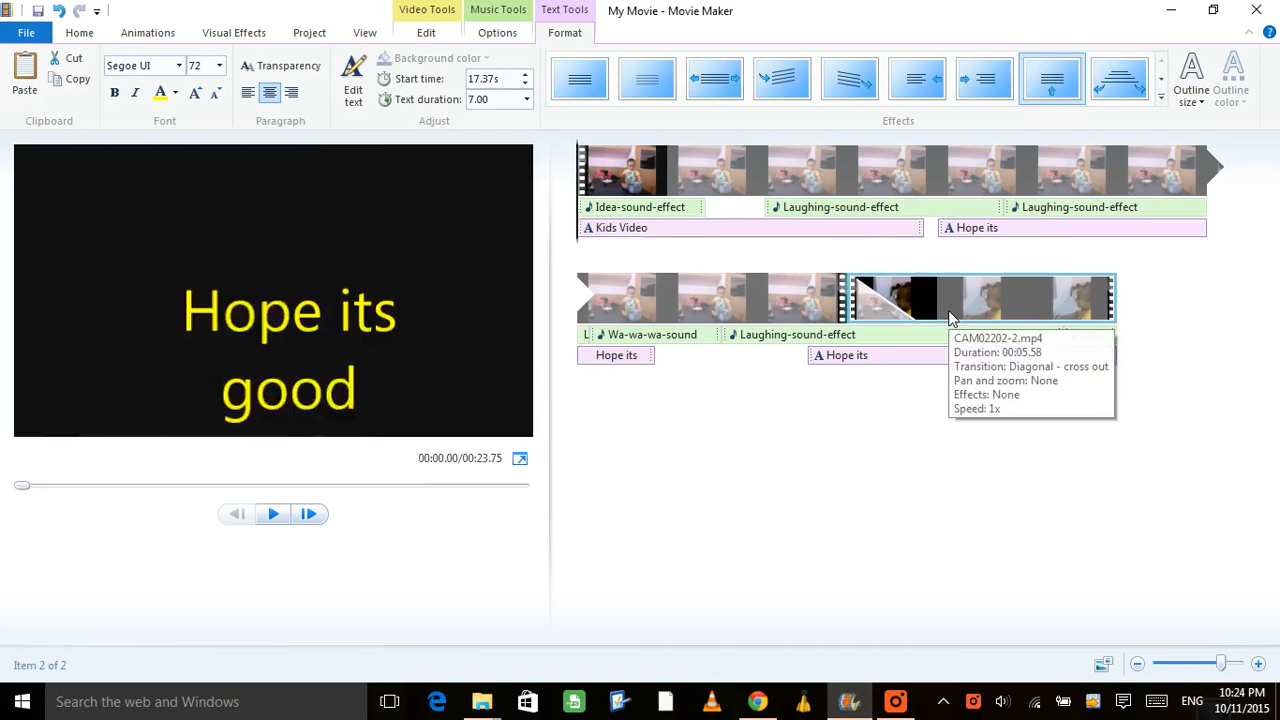 Video Tools
Music Tools
Text Tools
My Movie - Movie Maker
File
Home
Animations
Visual Effects
Project
View
Edit
Options
Format
Paste
Cut
Copy
Clipboard
Segoe UI
72
B
I
A
A
A
Font
Transparency
Paragraph
Edit
text
Background color
Start time:
17.37s
Text duration:
7.00
Adjust
Effects
Outline
size
Outline
color
Hope its
good
00:00.00/00:23.75
Idea-sound-effect
Laughing-sound-effect
Laughing-sound-effect
A Kids Video
A Hope its
L
Wa-wa-wa-sound
Laughing-sound-effect
Hope its
A Hope its
CAM02202-2.mp4
Duration: 00:05.58
Transition: Diagonal - cross out
Pan and zoom: None
Effects: None
Speed: 1x
Item 2 of 2
Search the web and Windows
ENG
10:24 PM
10/11/2015